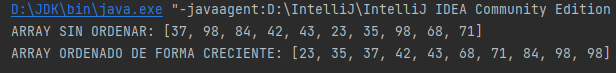 D:\JDK\bin\java.exe "-javaagent:D:\IntelliJ\IntelliJ IDEA Community Edition
ARRAY SIN ORDENAR: [37, 98, 84, 42, 43, 23, 35, 98, 68, 71]
ARRAY ORDENADO DE FORMA CRECIENTE: [23, 35, 37, 42, 43, 68, 71, 84, 98, 98]